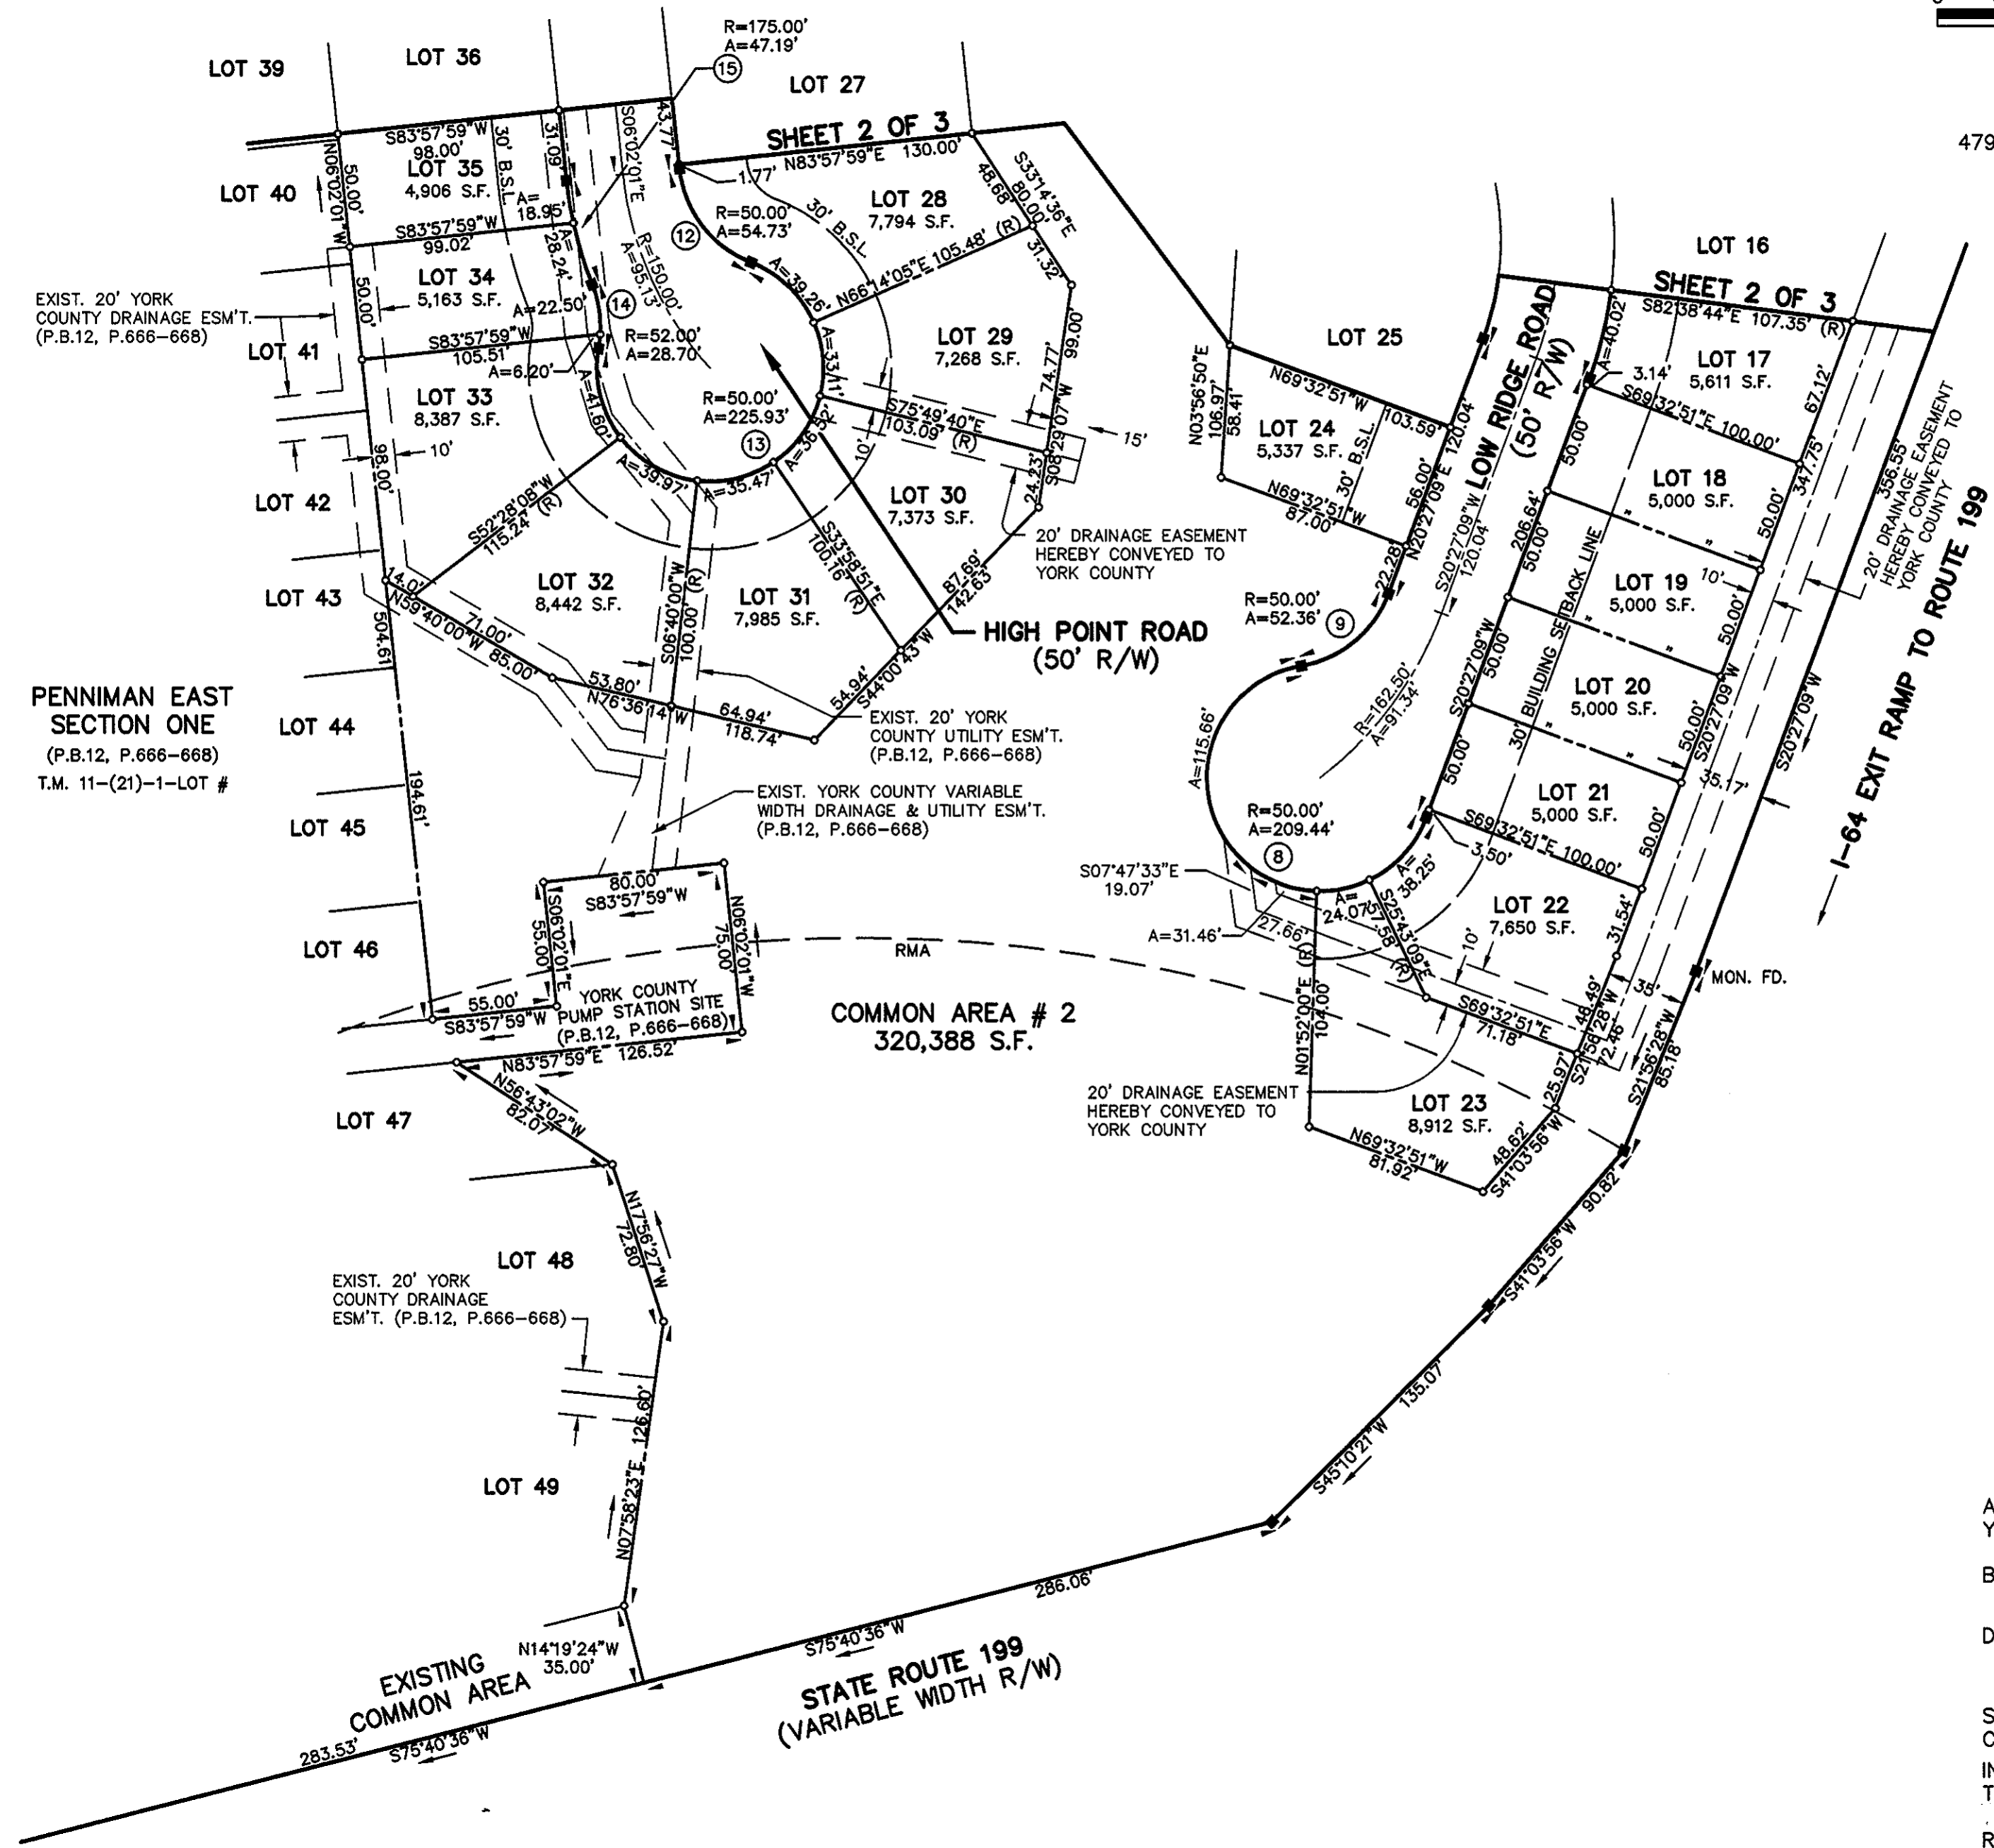 R=175.00'
A=47.19'
15
LOT 39
LOT 36
LOT 27
SHEET 2 OF 3
N83°57'59"E 130.00'
43.77'
1.77'
S83°57'59"W
98.00'
LOT 35
4,906 S.F.
30' B.S.L.
31.09'
S06°02'01"E
N06°02'01"W
50.00'
LOT 40
A=
18.95'
S83°57'59"W
99.02'
LOT 34
5,163 S.F.
A=
28.24'
R=150.00'
A=95.13'
A=22.50'
14
R=52.00'
A=28.70'
12
R=50.00'
A=54.73'
30' B.S.L.
LOT 28
7,794 S.F.
48.68'
S33°14'36"E
80.00'
31.32'
A=39.26'
N66°14'05"E 105.48' (R)
EXIST. 20' YORK
COUNTY DRAINAGE ESM'T.
(P.B.12, P.666-668)
50.00'
LOT 41
S83°57'59"W
105.51'
A=6.20'
LOT 33
8,387 S.F.
A=41.60'
R=50.00'
A=225.93'
13
A=33.11'
LOT 29
7,268 S.F.
99.00'
74.77'
S08°29'07"W
S75°49'40"E
103.09' (R)
15'
A=36.52'
10'
98.00'
10'
LOT 42
S52°28'08"W
115.24' (R)
A=39.97'
A=35.47'
LOT 30
7,373 S.F.
24.23'
S33°58'51"E
100.16' (R)
20' DRAINAGE EASEMENT
HEREBY CONVEYED TO
YORK COUNTY
87.69'
142.63'
LOT 43
14.0'
504.61'
N59°40'00"W 85.00'
71.00'
LOT 32
8,442 S.F.
S06°40'00"W
100.00' (R)
LOT 31
7,985 S.F.
HIGH POINT ROAD
(50' R/W)
53.80'
N76°36'14"W
64.94'
118.74'
54.94'
S44°00'43"W
PENNIMAN EAST
SECTION ONE
(P.B.12, P.666-668)
T.M. 11-(21)-1-LOT #
LOT 44
EXIST. 20' YORK
COUNTY UTILITY ESM'T.
(P.B.12, P.666-668)
EXIST. YORK COUNTY VARIABLE
WIDTH DRAINAGE & UTILITY ESM'T.
(P.B.12, P.666-668)
194.61'
LOT 45
LOT 46
80.00'
S83°57'59"W
S06°02'01"E
55.00'
N06°02'01"W
75.00'
55.00'
S83°57'59"W
YORK COUNTY
PUMP STATION SITE
(P.B.12, P.666-668)
N83°57'59"E 126.52'
RMA
COMMON AREA # 2
320,388 S.F.
LOT 47
N56°43'02"W
82.07'
LOT 48
N17°56'27"W
72.80'
EXIST. 20' YORK
COUNTY DRAINAGE
ESM'T. (P.B.12, P.666-668)
LOT 49
N07°58'23"E 126.60'
N14°19'24"W
35.00'
EXISTING
COMMON AREA
283.53'
S75°40'36"W
S75°40'36"W
286.06'
STATE ROUTE 199
(VARIABLE WIDTH R/W)
479
LOT 16
SHEET 2 OF 3
S82°38'44"E 107.35' (R)
LOT 25
N03°56'50"E
106.97'
58.41'
N69°32'51"W
103.59'
LOT 24
5,337 S.F.
30' B.S.L.
N69°32'51"W
87.00'
56.00'
N20°27'09"E 120.04'
LOW RIDGE ROAD
(50' R/W)
S20°27'09"W
120.04'
22.28'
A=40.02'
3.14'
LOT 17
5,611 S.F.
67.12'
S69°32'51"E 100.00'
347.75'
50.00'
LOT 18
5,000 S.F.
50.00'
206.64'
50.00'
LOT 19
5,000 S.F.
10'
50.00'
50.00'
S20°27'09"W
LOT 20
5,000 S.F.
50.00'
S20°27'09"W
30' BUILDING SETBACK LINE
50.00'
LOT 21
5,000 S.F.
35.17'
50.00'
S69°32'51"E 100.00'
3.50'
356.55'
20' DRAINAGE EASEMENT
HEREBY CONVEYED TO
YORK COUNTY
S20°27'09"W
I-64 EXIT RAMP TO ROUTE 199
R=50.00'
A=52.36'
9
R=162.50'
A=91.34'
A=115.66'
R=50.00'
A=209.44'
8
S07°47'33"E
19.07'
A=31.46'
27.66'
A=
24.07'
A=
38.25'
57.58'
S25°43'09"E
(R)
LOT 22
7,650 S.F.
31.54'
10'
N01°52'00"E (R)
104.00'
S69°32'51"E
71.18'
46.49'
S21°56'28"W
72.46'
35'
MON. FD.
S21°56'28"W
85.18'
25.97'
20' DRAINAGE EASEMENT
HEREBY CONVEYED TO
YORK COUNTY
LOT 23
8,912 S.F.
N69°32'51"W
81.92'
48.62'
S41°03'56"W
90.82'
S41°03'56"W
135.07'
S45°10'21"W
A
Y
B
D
S
C
IN
T
R